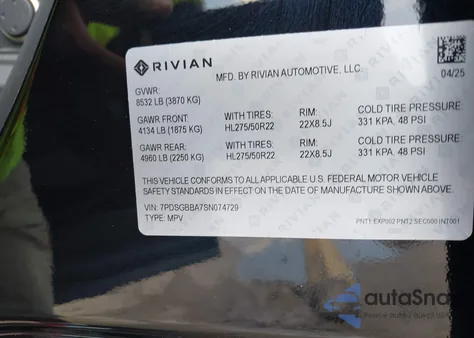 RIVIAN
MFD. BY RIVIAN AUTOMOTIVE, LLC.
04/25
GVWR:
8532 LB (3870 KG)
GAWR FRONT: WITH TIRES: RIM: COLD TIRE PRESSURE
4134 LB (1875 KG) HL275/50R22 22X8.5J 331 KPA, 48 PSI
GAWR REAR: WITH TIRES: RIM: COLD TIRE PRESSURE
4960 LB (2250 KG) HL275/50R22 22X8.5J 331 KPA, 48 PSI
THIS VEHICLE CONFORMS TO ALL APPLICABLE U.S. FEDERAL MOTOR VEHICLE
SAFETY STANDARDS IN EFFECT ON THE DATE OF MANUFACTURE SHOWN ABOVE.
VIN: 7PDSGBBA7SN074729
TYPE: MPV
PNT1 EXP002 PNT2 SEC000 INT001
autaSna